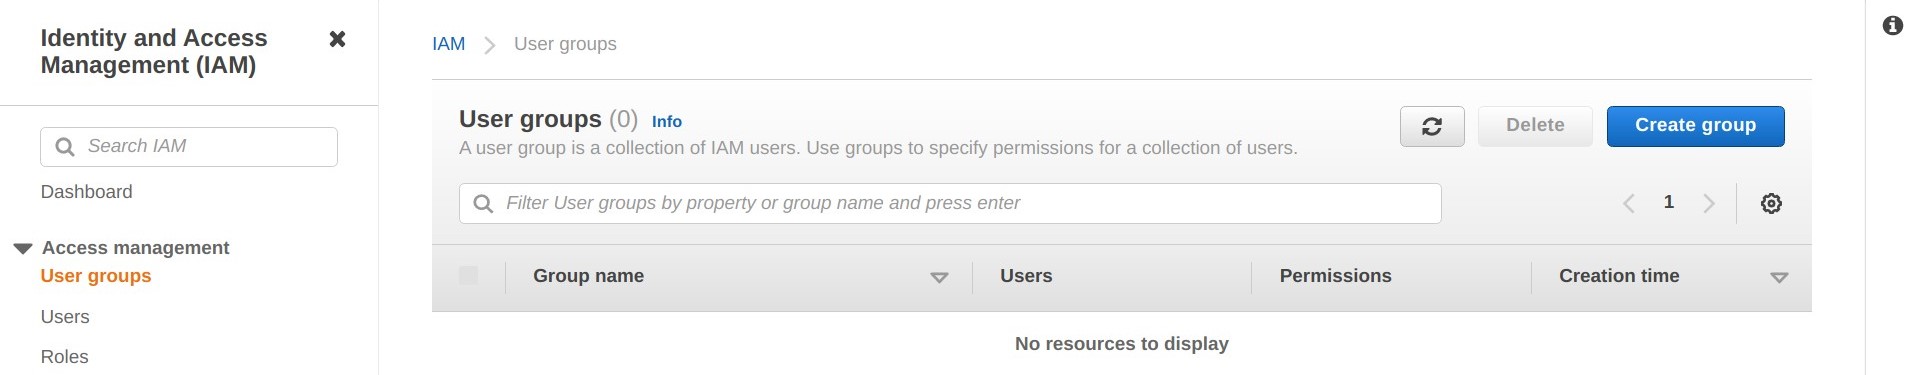 Identity and Access
Management (IAM)
Search IAM
Dashboard
Access management
User groups
Users
Roles
IAM
User groups
User groups (0) Info
A user group is a collection of IAM users. Use groups to specify permissions for a collection of users.
Delete
Create group
Filter User groups by property or group name and press enter
1
Group name
Users
Permissions
Creation time
No resources to display